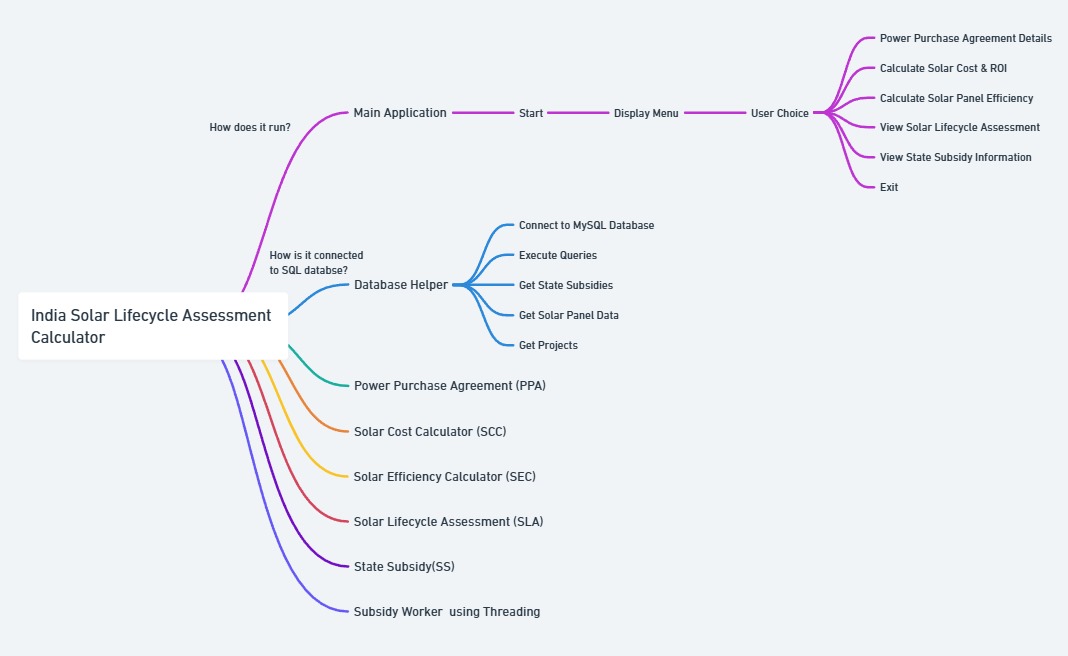 Power Purchase Agreement Details
Calculate Solar Cost & ROI
Calculate Solar Panel Efficiency
How does it run?
Main Application
Start
Display Menu
User Choice
View Solar Lifecycle Assessment
View State Subsidy Information
Exit
How is it connected
to SQL databse?
Database Helper
Connect to MySQL Database
Execute Queries
Get State Subsidies
Get Solar Panel Data
Get Projects
India Solar Lifecycle Assessment
Calculator
Power Purchase Agreement (PPA)
Solar Cost Calculator (SCC)
Solar Efficiency Calculator (SEC)
Solar Lifecycle Assessment (SLA)
State Subsidy(SS)
Subsidy Worker  using Threading